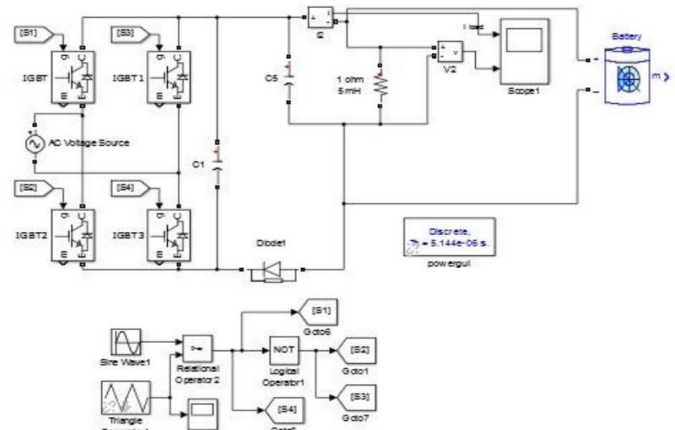 [S1]
[S3]
IGBT
IGBT1
AC Voltage Source
[S2]
[S4]
IGBT2
IGBT3
C1
C5
I2
1 ohm
5 mH
V2
I load
Scope1
Battery
m
Diode1
Discrete,
= 5.144e-06 s.
powergui
Sine Wave1
Triangle
>=
Relational
Operator2
NOT
Logical
Operator1
[S1]
Goto6
[S2]
Goto1
[S3]
Goto7
[S4]